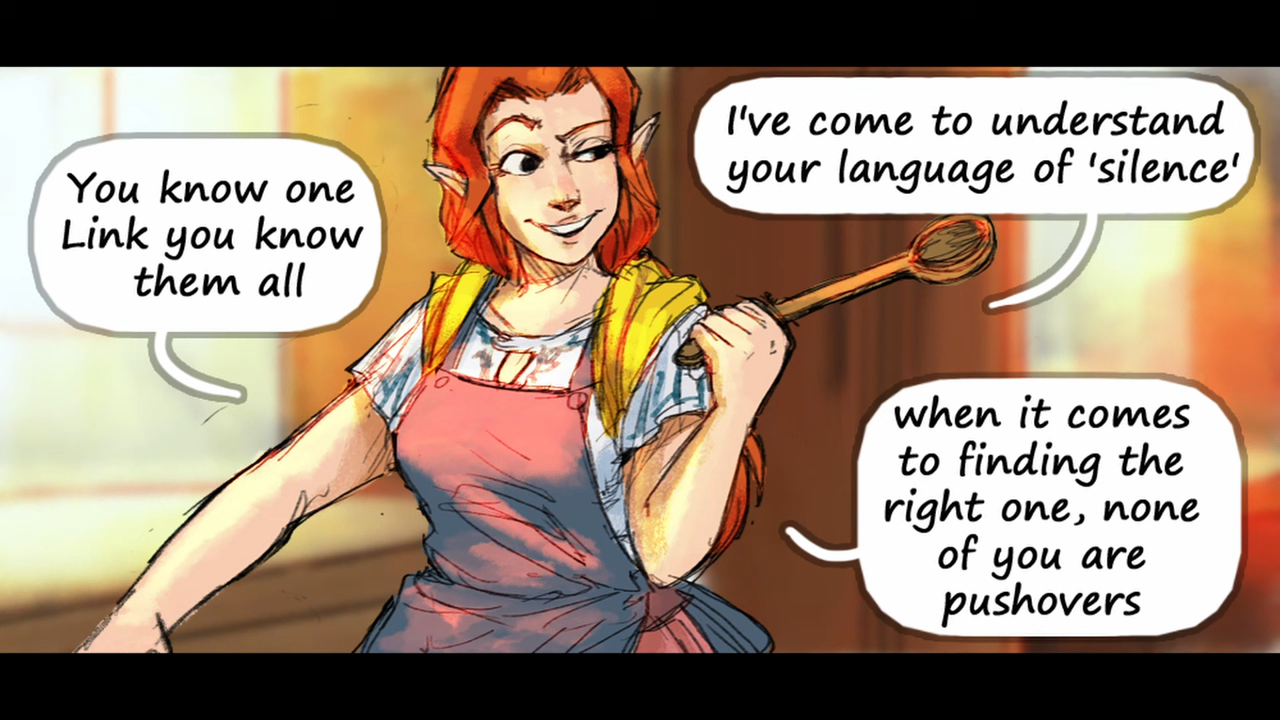 You know one
Link you know
them all
I've come to understand
your language of 'silence'
when it comes
to finding the
right one, none
of you are
pushovers